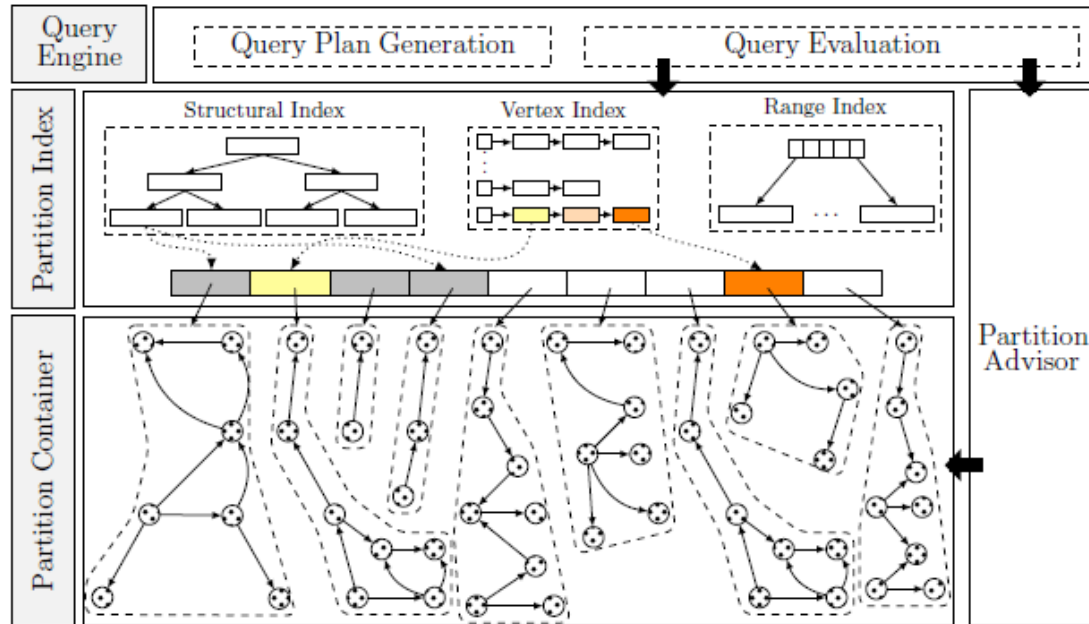 Query
Engine
Query Plan Generation
Query Evaluation
Partition Index
Structural Index
Vertex Index
Range Index
Partition Container
Partition
Advisor